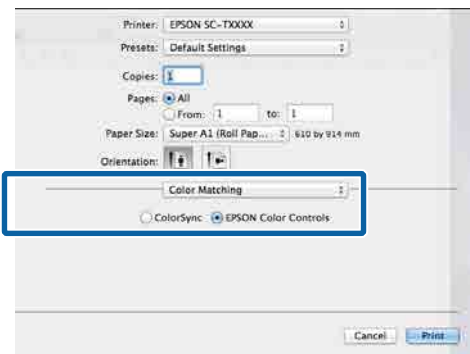 Printer: EPSON SC-TXXXX
Presets: Default Settings
Copies: 1
Pages: All
From: 1 to: 1
Paper Size: Super A1 (Roll Pap... 610 by 914 mm
Orientation:
Color Matching
ColorSync EPSON Color Controls
Cancel Print